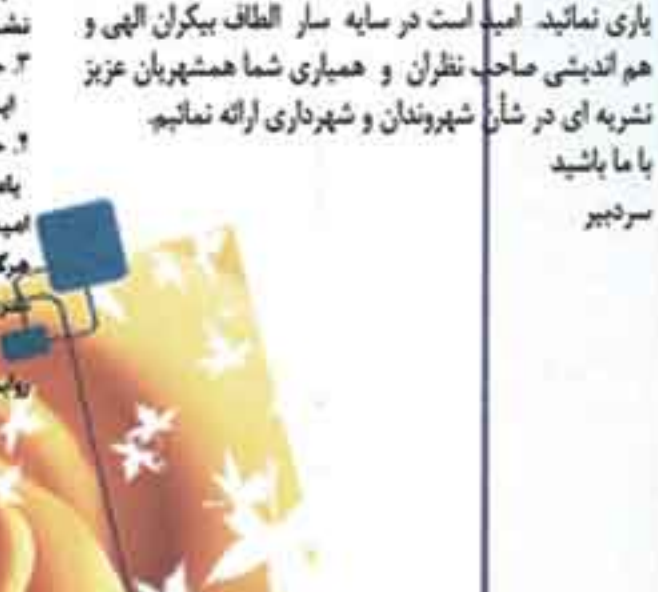 یاری نمائید. امید است در سایه سار الطاف بیکران الهی و
هم اندیشی صاحب نظران و همیاری شما همشهریان عزیز
نشریه ای در شأن شهروندان و شهرداری ارائه نمائیم.
با ما باشید
سردبیر